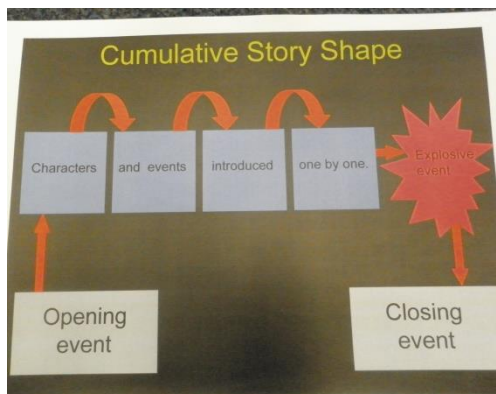 Cumulative Story Shape
Characters
and events
introduced
one by one.
Explosive
event
Opening
event
Closing
event